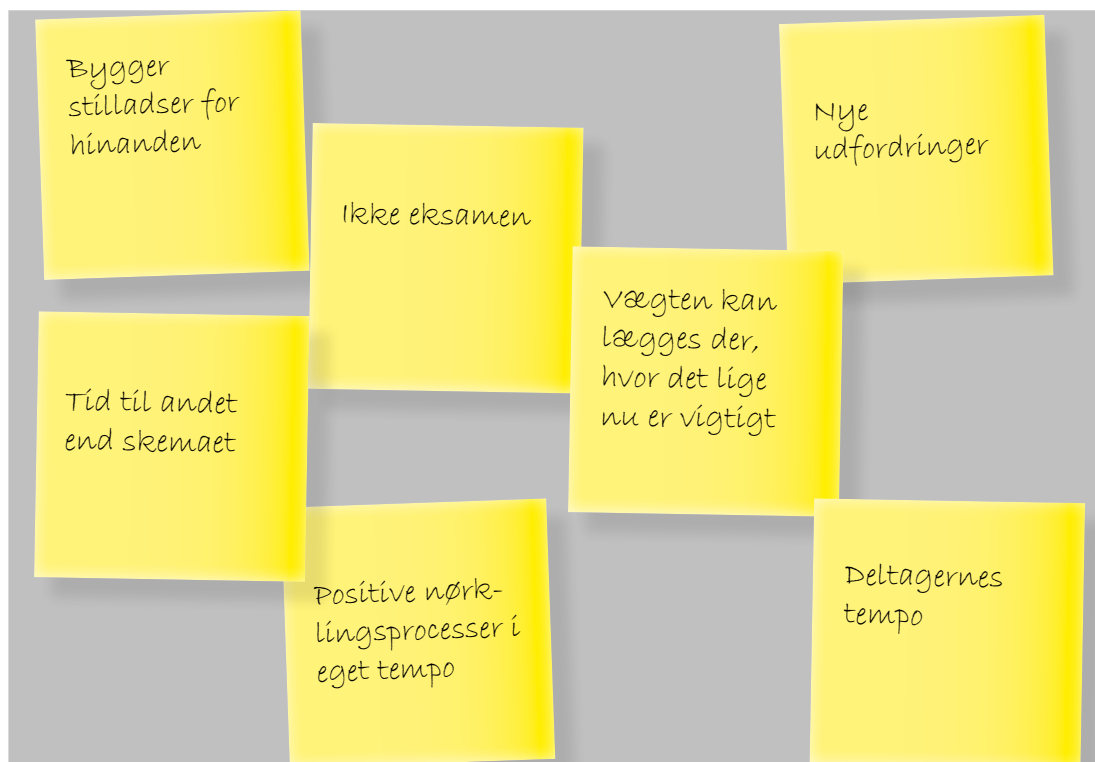 Bygger
stilladser for
hinanden
Ikke eksamen
Nye
udfordringer
Vægten kan
lægges der,
hvor det lige
nu er vigtigt
Tid til andet
end skemaet
Positive nørk-
lingsprocesser i
eget tempo
Deltagernes
tempo